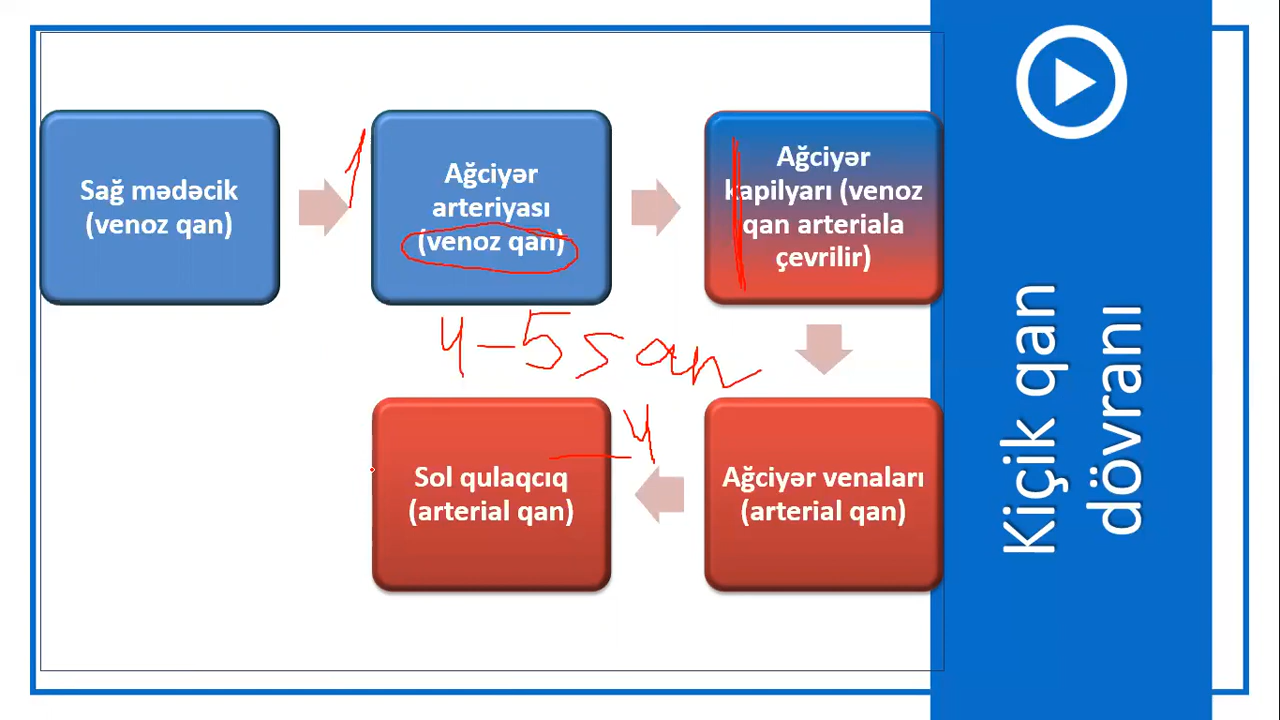 Sağ mədəcik
(venoz qan)
1
Ağciyər
arteriyası
(venoz qan)
Ağciyər
kapilyarı (venoz
qan arteriala
çevrilir)
4-5 san
4
Sol qulaqcıq
(arterial qan)
Ağciyər venaları
(arterial qan)
Kiçik qan
dövranı